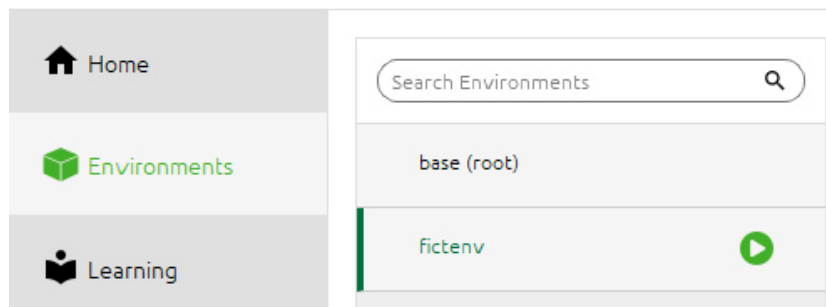 Home
Environments
Learning
Search Environments
base (root)
fictenv